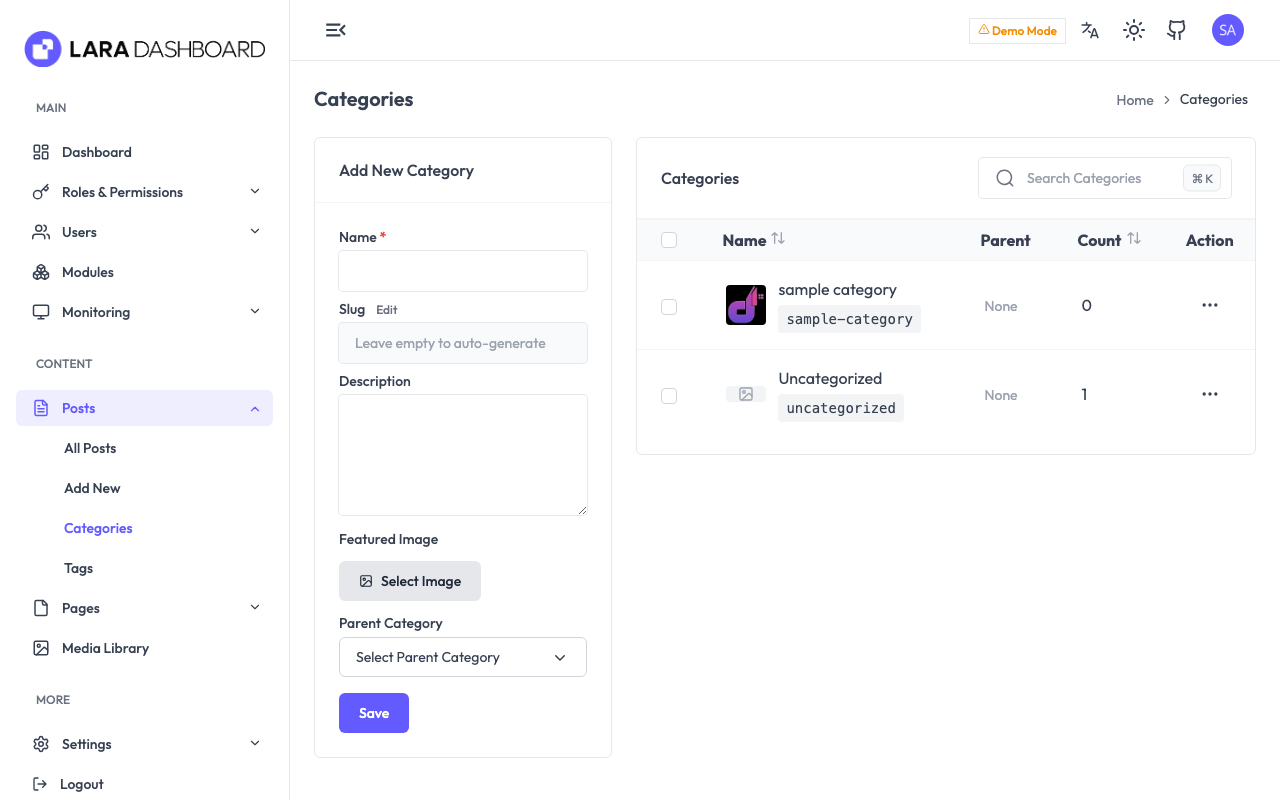 LARA DASHBOARD
MAIN
Dashboard
Roles & Permissions
Users
Modules
Monitoring
CONTENT
Posts
All Posts
Add New
Categories
Tags
Pages
Media Library
MORE
Settings
Logout
Demo Mode
SA
Categories
Home > Categories
Add New Category
Name *
Slug Edit
Leave empty to auto-generate
Description
Featured Image
Select Image
Parent Category
Select Parent Category
Save
Categories
Search Categories ⌘ K
Name Parent Count Action
sample category
sample-category
None 0
Uncategorized
uncategorized
None 1